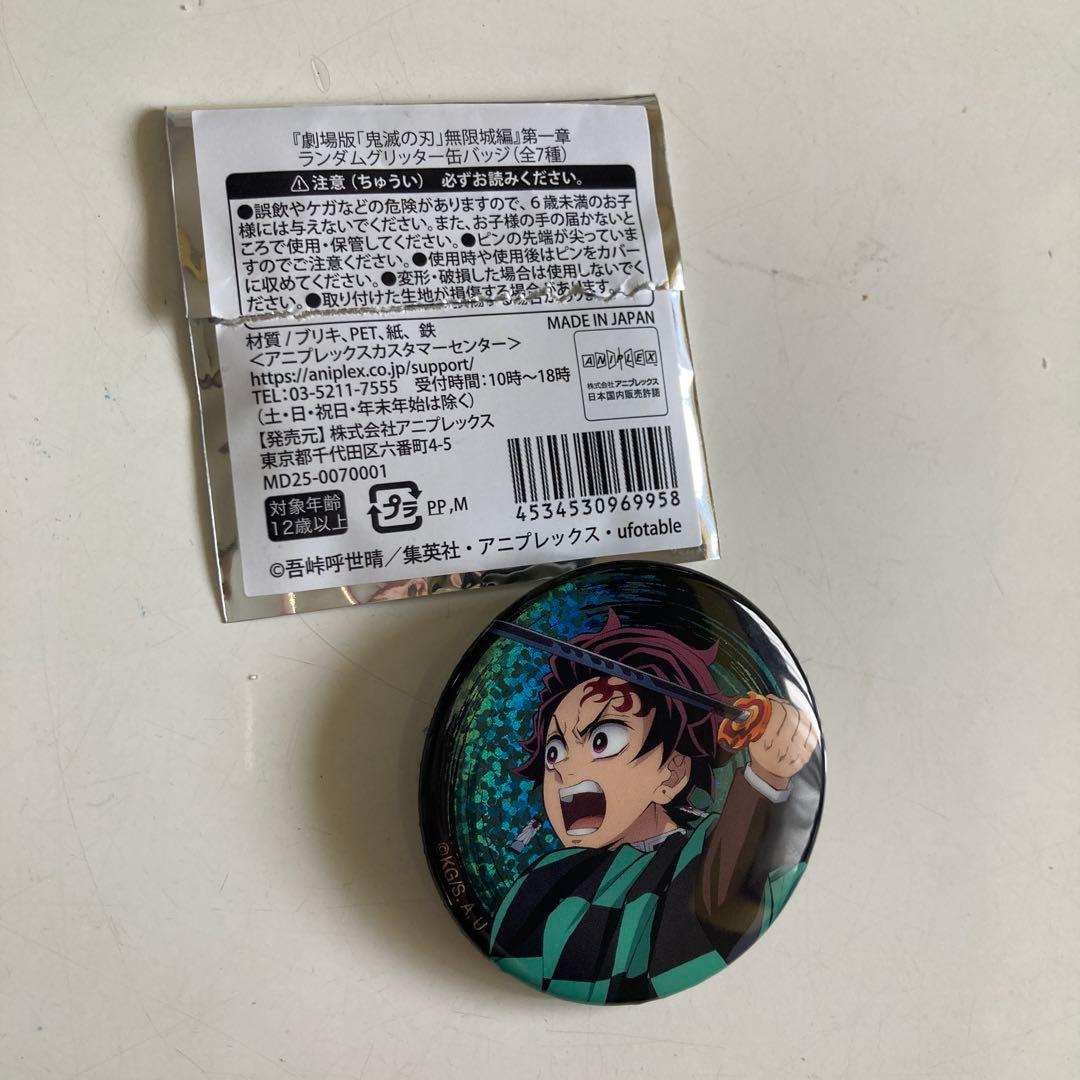 『劇場版「鬼滅の刃」無限城編』第一章
ランダムグリッター缶バッジ(全7種)
⚠注意(ちゅうい) 必ずお読みください。
●誤飲やケガなどの危険がありますので、6歳未満のお子
様には与えないでください。また、お子様の手の届かないと
ころで使用・保管してください。●ピンの先端が尖っていま
すのでご注意ください。●使用時や使用後はピンをカバー
に収めてください。●変形・破損した場合は使用しないでく
ださい。●取り付けた生地が損傷する場合があります。
材質/ブリキ、PET、紙、鉄
MADE IN JAPAN
<アニプレックスカスタマーセンター>
https://aniplex.co.jp/support/
TEL:03-5211-7555 受付時間:10時〜18時
(土・日・祝日・年末年始は除く)
ANIPLEX
株式会社アニプレックス
日本国内販売許諾
【発売元】株式会社アニプレックス
東京都千代田区六番町4-5
MD25-0070001
対象年齢
12歳以上
プラ
PP,M
4534530969958
©吾峠呼世晴/集英社・アニプレックス・ufotable
©KG/S,A,U